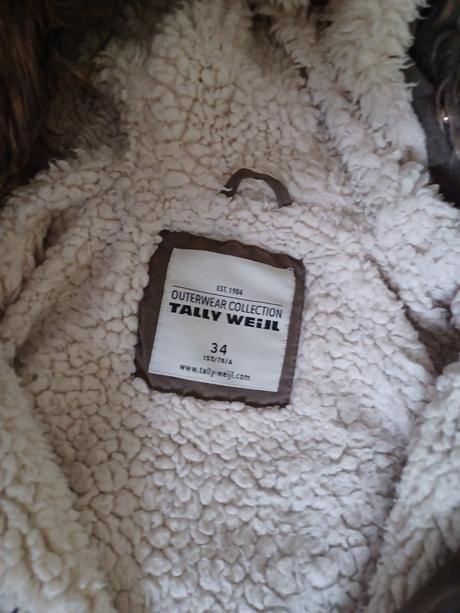 EST. 1984
OUTERWEAR COLLECTION
TALLY WEiJL
34
155/76/A
www.tally-weijl.com